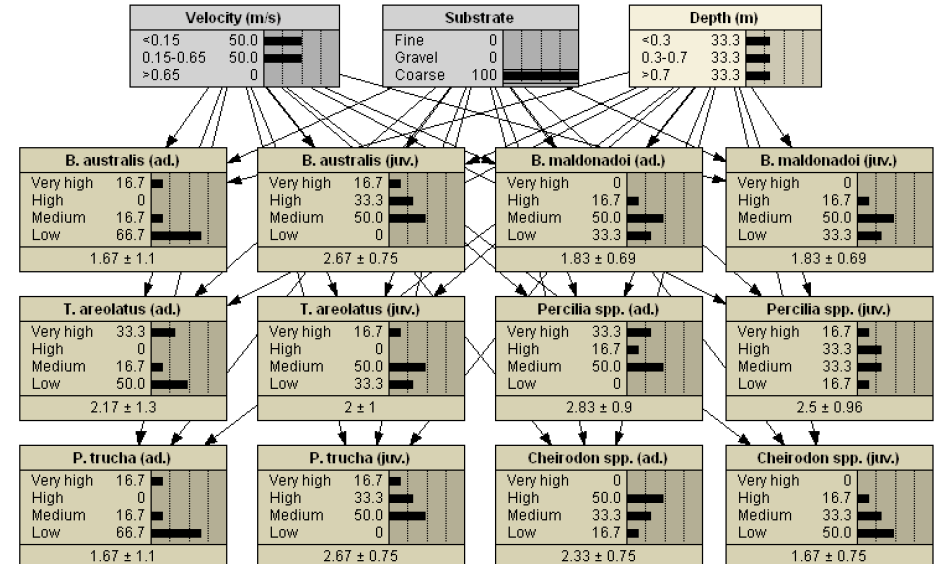 Velocity (m/s)
<0.15 50.0
0.15-0.65 50.0
>0.65 0
Substrate
Fine 0
Gravel 0
Coarse 100
Depth (m)
<0.3 33.3
0.3-0.7 33.3
>0.7 33.3
B. australis (ad.)
Very high 16.7
High 0
Medium 16.7
Low 66.7
1.67 ± 1.1
B. australis (juv.)
Very high 16.7
High 33.3
Medium 50.0
Low 0
2.67 ± 0.75
B. maldonadoi (ad.)
Very high 0
High 16.7
Medium 50.0
Low 33.3
1.83 ± 0.69
B. maldonadoi (juv.)
Very high 0
High 16.7
Medium 50.0
Low 33.3
1.83 ± 0.69
T. areolatus (ad.)
Very high 33.3
High 0
Medium 16.7
Low 50.0
2.17 ± 1.3
T. areolatus (juv.)
Very high 16.7
High 0
Medium 50.0
Low 33.3
2 ± 1
Percilia spp. (ad.)
Very high 33.3
High 16.7
Medium 50.0
Low 0
2.83 ± 0.9
Percilia spp. (juv.)
Very high 16.7
High 33.3
Medium 33.3
Low 16.7
2.5 ± 0.96
P. trucha (ad.)
Very high 16.7
High 0
Medium 16.7
Low 66.7
1.67 ± 1.1
P. trucha (juv.)
Very high 16.7
High 33.3
Medium 50.0
Low 0
2.67 ± 0.75
Cheirodon spp. (ad.)
Very high 0
High 50.0
Medium 33.3
Low 16.7
2.33 ± 0.75
Cheirodon spp. (juv.)
Very high 0
High 16.7
Medium 33.3
Low 50.0
1.67 ± 0.75